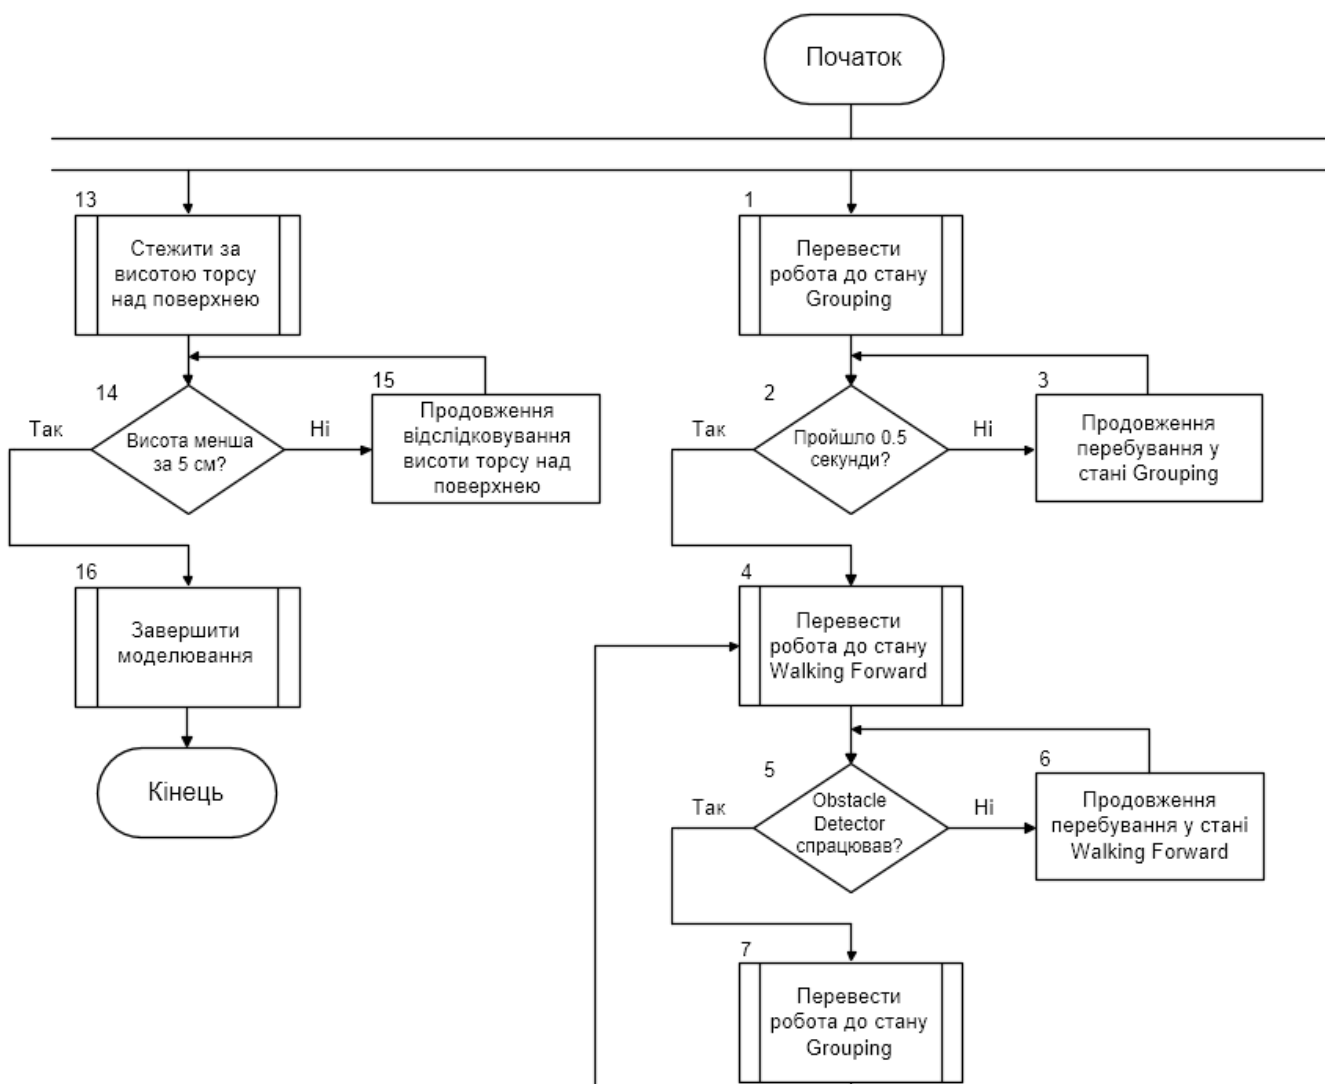 Початок
13
Стежити за
висотою торсу
над поверхнею
14
Так
Висота менша
за 5 см?
Ні
15
Продовження
відслідковування
висоти торсу над
поверхнею
16
Завершити
моделювання
Кінець
1
Перевести
робота до стану
Grouping
2
Так
Пройшло 0.5
секунди?
Ні
3
Продовження
перебування у
стані Grouping
4
Перевести
робота до стану
Walking Forward
5
Так
Obstacle
Detector
спрацював?
Ні
6
Продовження
перебування у стані
Walking Forward
7
Перевести
робота до стану
Grouping